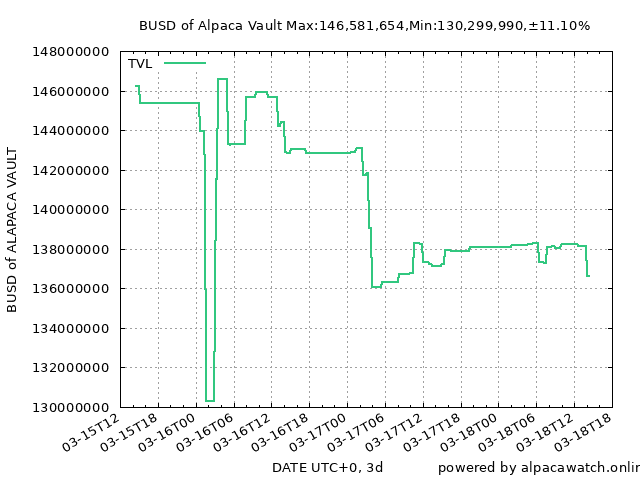 BUSD of Alpaca Vault Max:146,581,654,Min:130,299,990,±11.10%
TVL
BUSD of ALAPACA VAULT
148000000
146000000
144000000
142000000
140000000
138000000
136000000
134000000
132000000
130000000
03-15T12
03-15T18
03-16T00
03-16T06
03-16T12
03-16T18
03-17T00
03-17T06
03-17T12
03-17T18
03-18T00
03-18T06
03-18T12
03-18T18
DATE UTC+0, 3d
powered by alpacawatch.onlin